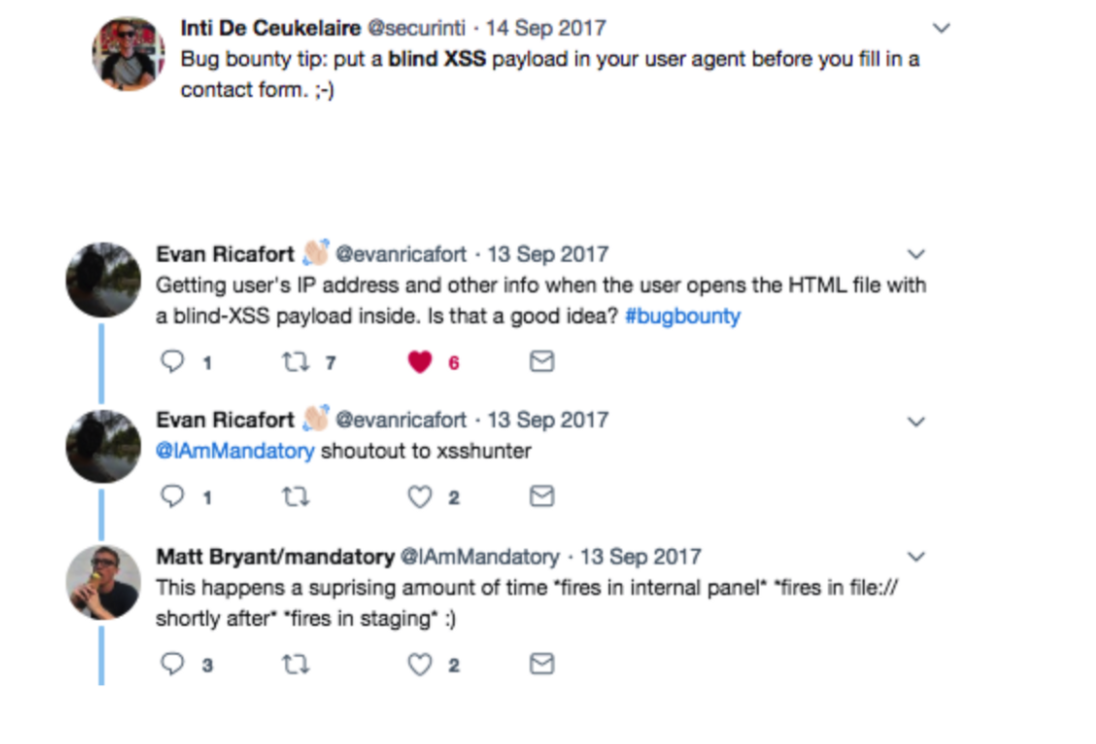 Inti De Ceukelaire @securinti · 14 Sep 2017
Bug bounty tip: put a blind XSS payload in your user agent before you fill in a
contact form. ;-)
Evan Ricafort 👋🏻 @evanricafort · 13 Sep 2017
Getting user's IP address and other info when the user opens the HTML file with
a blind-XSS payload inside. Is that a good idea? #bugbounty
1 7 6
Evan Ricafort 👋🏻 @evanricafort · 13 Sep 2017
@IAmMandatory shoutout to xsshunter
1 2
Matt Bryant/mandatory @IAmMandatory · 13 Sep 2017
This happens a suprising amount of time *fires in internal panel* *fires in file://
shortly after* *fires in staging* :)
3 2